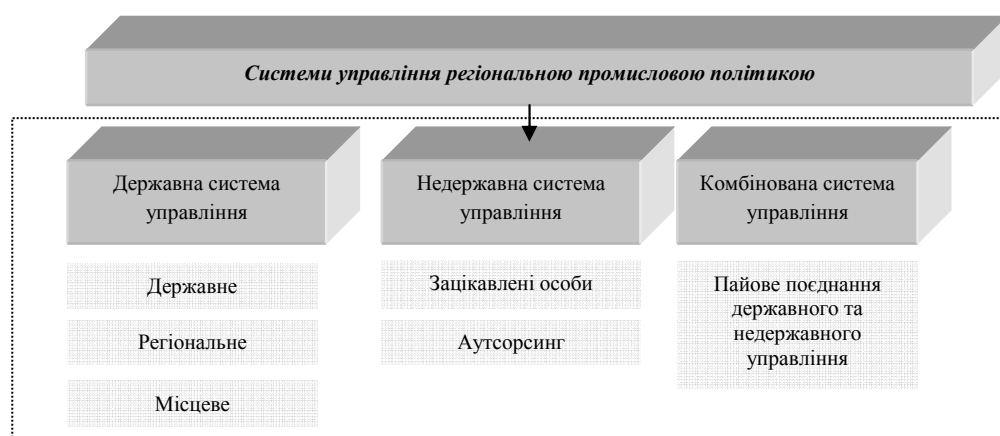 Системи управління регіональною промисловою політикою
Державна система
управління
Недержавна система
управління
Комбінована система
управління
Державне
Регіональне
Місцеве
Зацікавлені особи
Аутсорсинг
Пайове поєднання
державного та
недержавного
управління